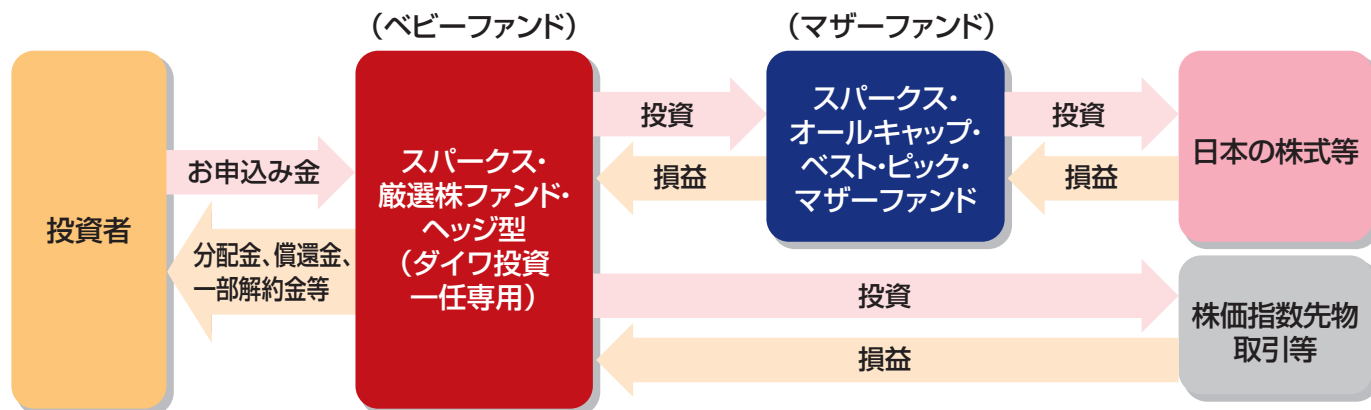 （ベビーファンド）
（マザーファンド）
投資者
お申込み金
分配金、償還金、
一部解約金等
スパークス・
厳選株ファンド・
ヘッジ型
（ダイワ投資
一任専用）
投資
損益
スパークス・
オールキャップ・
ベスト・ピック・
マザーファンド
投資
損益
日本の株式等
投資
損益
株価指数先物
取引等